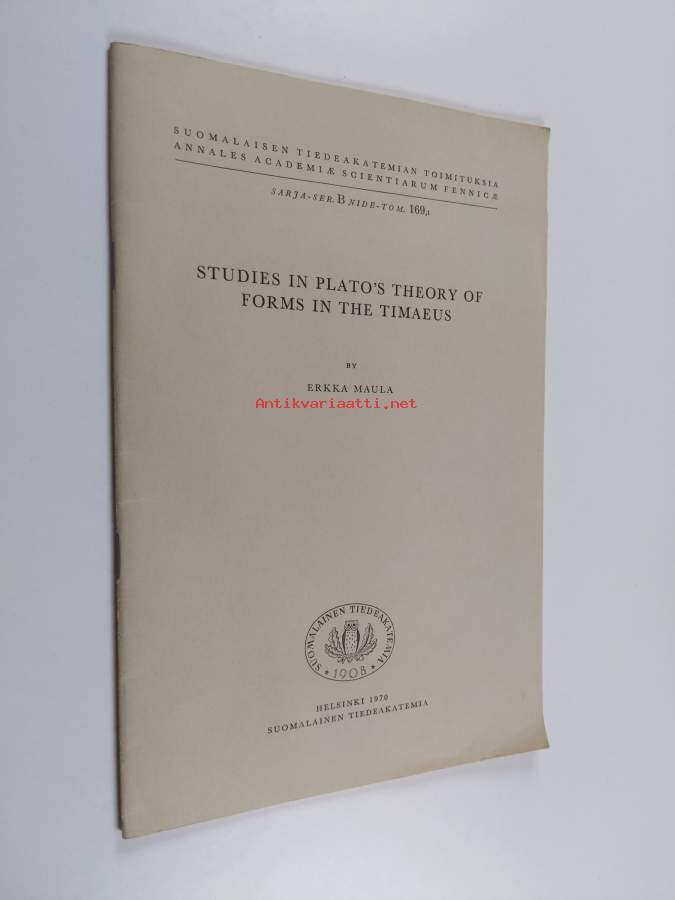 SUOMALAISEN TIEDEAKATEMIAN TOIMITUKSIA
ANNALES ACADEMIÆ SCIENTIARUM FENNICÆ
SARJA-SER. B NIDE-TOM. 169,1
STUDIES IN PLATO'S THEORY OF
FORMS IN THE TIMAEUS
BY
ERKKA MAULA
Antikvariaatti.net
SUOMALAINEN TIEDEAKATEMIA
1908
HELSINKI 1970
SUOMALAINEN TIEDEAKATEMIA